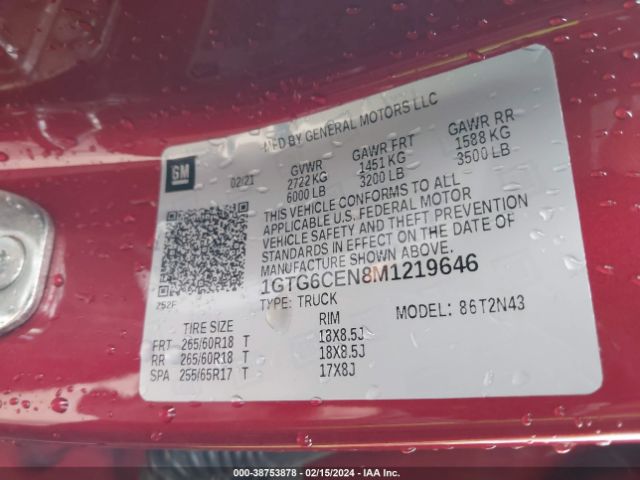 MFD BY GENERAL MOTORS LLC
GM
02/21
GVWR GAWR FRT GAWR RR
2722 KG 1451 KG 1588 KG
6000 LB 3200 LB 3500 LB
THIS VEHICLE CONFORMS TO ALL
APPLICABLE U.S. FEDERAL MOTOR
VEHICLE SAFETY AND THEFT PREVENTION
STANDARDS IN EFFECT ON THE DATE OF
MANUFACTURE SHOWN ABOVE.
1GTG6CEN8M1219646
TYPE: TRUCK MODEL: 86T2N43
TIRE SIZE RIM
FRT 265/60R18 T 18X8.5J
RR 265/60R18 T 18X8.5J
SPA 255/65R17 T 17X8J
000-38753878 - 02/15/2024 - IAA Inc.